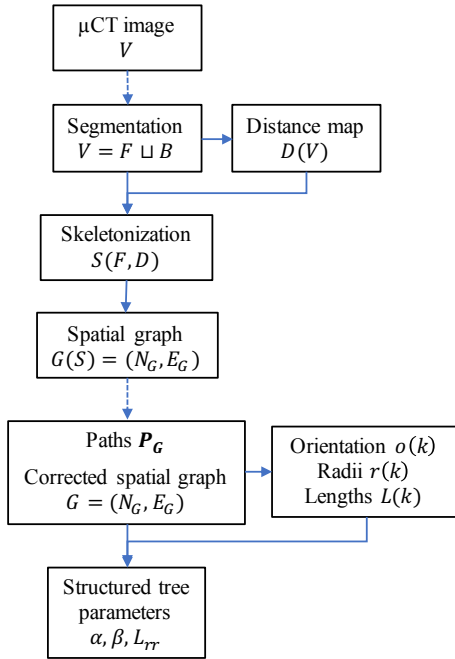 µCT image
V
Segmentation
V = F ⊔ B
Distance map
D(V)
Skeletonization
S(F, D)
Spatial graph
G(S) = (N_G, E_G)
Paths P_G
Corrected spatial graph
G = (N_G, E_G)
Orientation o(k)
Radii r(k)
Lengths L(k)
Structured tree
parameters
α, β, L_rr